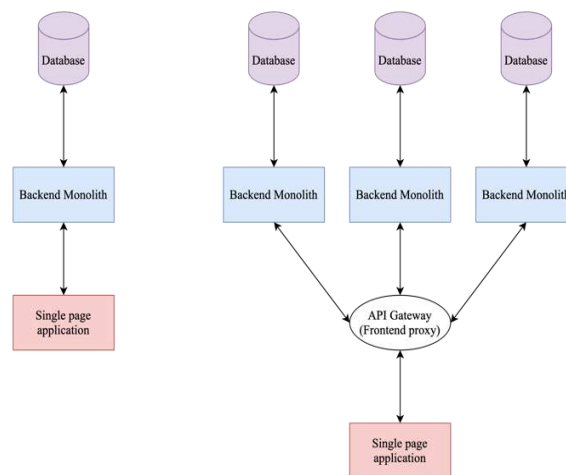 Database
Database
Database
Database
Backend Monolith
Backend Monolith
Backend Monolith
Backend Monolith
Single page
application
API Gateway
(Frontend proxy)
Single page
application